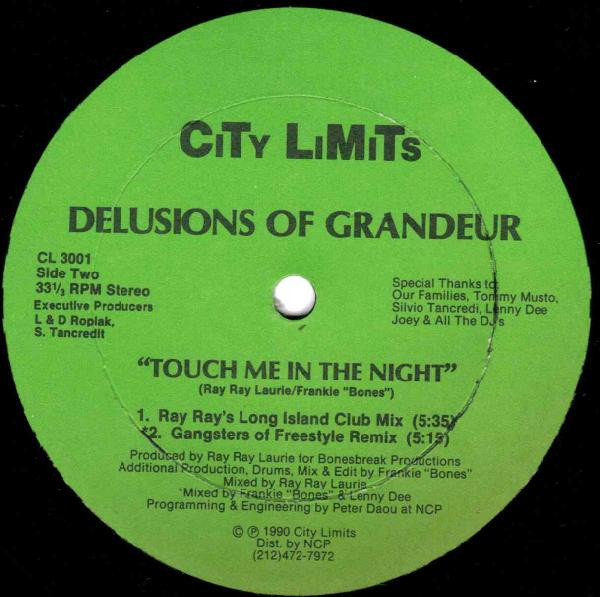 CiTy LiMiTs
DELUSIONS OF GRANDEUR
CL 3001
Side Two
33⅓ RPM Stereo
Executive Producers
L & D Ropiak,
S. Tancredit
Special Thanks to:
Our Families, Tommy Musto,
Silvio Tancredi, Lenny Dee
Joey & All The DJ's
"TOUCH ME IN THE NIGHT"
(Ray Ray Laurie/Frankie "Bones")
1. Ray Ray's Long Island Club Mix (5:35)
*2. Gangsters of Freestyle Remix (5:15)
Produced by Ray Ray Laurie for Bonesbreak Productions
Additional Production, Drums, Mix & Edit by Frankie "Bones"
Mixed by Ray Ray Laurie
*Mixed by Frankie "Bones" & Lenny Dee
Programming & Engineering by Peter Daou at NCP
© ℗ 1990 City Limits
Dist. by NCP
(212)472-7972